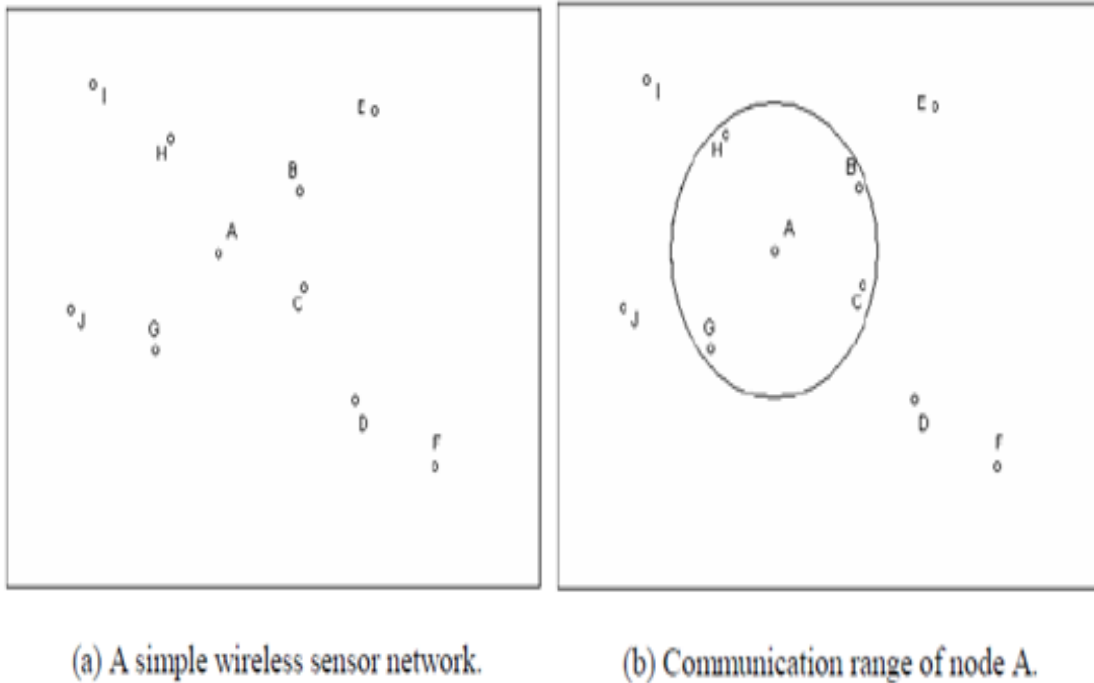 I
E
H
B
A
C
J
G
D
F
(a) A simple wireless sensor network.
I
E
H
B
A
C
J
G
D
F
(b) Communication range of node A.